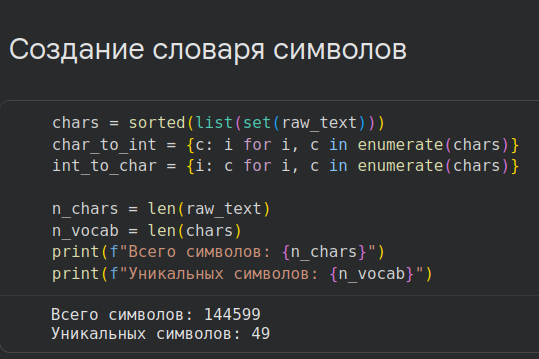 Создание словаря символов
chars = sorted(list(set(raw_text)))
char_to_int = {c: i for i, c in enumerate(chars)}
int_to_char = {i: c for i, c in enumerate(chars)}
n_chars = len(raw_text)
n_vocab = len(chars)
print(f"Всего символов: {n_chars}")
print(f"Уникальных символов: {n_vocab}")
Всего символов: 144599
Уникальных символов: 49